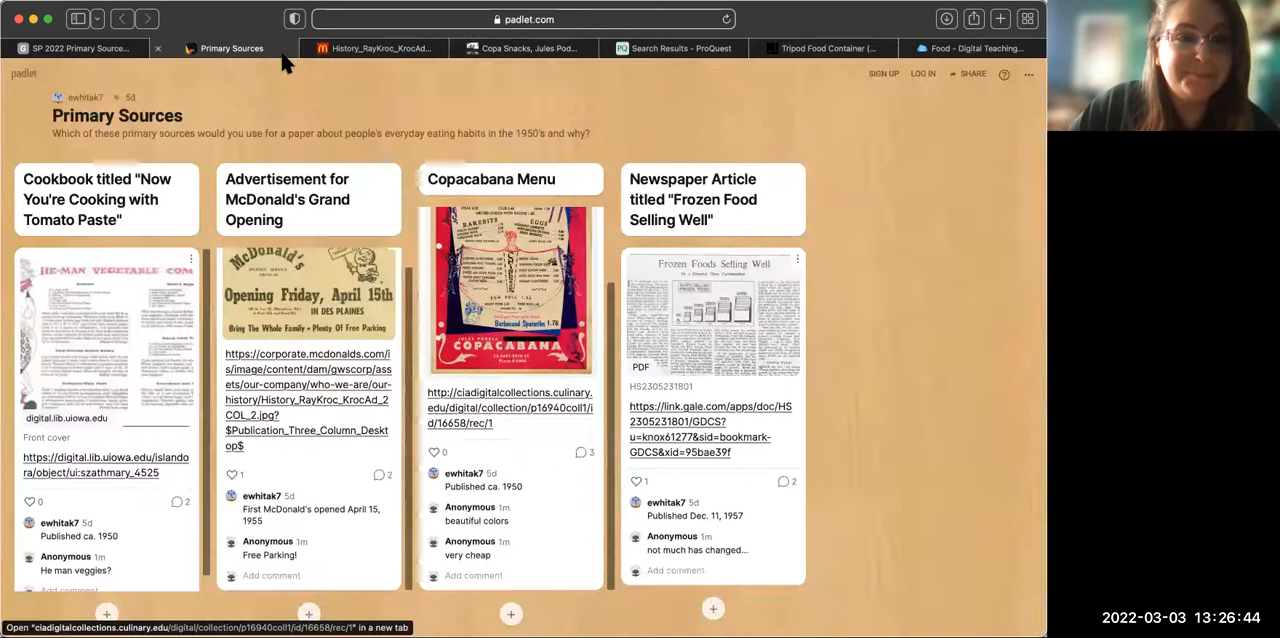 padlet.com
SP 2022 Primary Source...
Primary Sources
History_RayKroc_KrocAd...
Copa Snacks, Jules Pod...
PQ Search Results - ProQuest
Tripod Food Container (...
Food - Digital Teaching...
padlet
SIGN UP LOG IN SHARE
ewhitak7 5d
Primary Sources
Which of these primary sources would you use for a paper about people's everyday eating habits in the 1950's and why?
Cookbook titled "Now
You're Cooking with
Tomato Paste"
HE-MAN VEGETABLE COM
digital.lib.uiowa.edu
Front cover
https://digital.lib.uiowa.edu/islando
ra/object/ui:szathmary_4525
0 2
ewhitak7 5d
Published ca. 1950
Anonymous 1m
He man veggies?
Add comment
Advertisement for
McDonald's Grand
Opening
McDonald's
Opening Friday, April 15th
IN DES PLAINES
Bring The Whole Family • Plenty Of Free Parking
https://corporate.mcdonalds.com/i
s/image/content/dam/gwscorp/ass
ets/our-company/who-we-are/our-
history/History_RayKroc_KrocAd_2
COL_2.jpg?
$Publication_Three_Column_Deskt
op$
1 2
ewhitak7 5d
First McDonald's opened April 15,
1955
Anonymous 1m
Free Parking!
Add comment
Copacabana Menu
RAREBITS
EGGS
Barbecued Spareribs 1.75
COPACABANA
http://ciadigitalcollections.culinary.
edu/digital/collection/p16940coll1/i
d/16658/rec/1
0 3
ewhitak7 5d
Published ca. 1950
Anonymous 1m
beautiful colors
Anonymous 1m
very cheap
Add comment
Newspaper Article
titled "Frozen Food
Selling Well"
Frozen Foods Selling Well
PDF
HS2305231801
https://link.gale.com/apps/doc/HS
2305231801/GDCS?
u=knox61277&sid=bookmark-
GDCS&xid=95bae39f
1 2
ewhitak7 5d
Published Dec. 11, 1957
Anonymous 1m
not much has changed...
Add comment
Open "ciadigitalcollections.culinary.edu/digital/collection/p16940coll1/id/16658/rec/1" in a new tab
2022-03-03 13:26:44